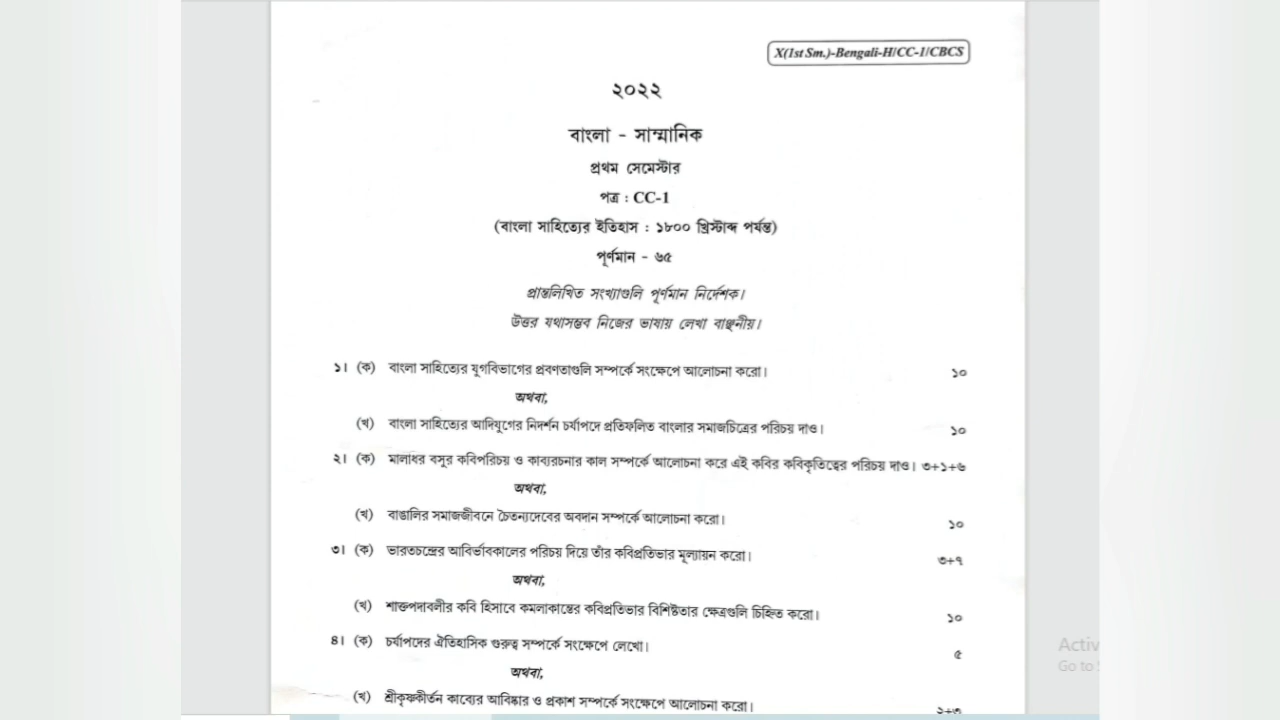 X(1st Sm.)-Bengali-H/CC-1/CBCS
২০২২
বাংলা - সাম্মানিক
প্রথম সেমেস্টার
পত্র : CC-1
(বাংলা সাহিত্যের ইতিহাস : ১৮০০ খ্রিস্টাব্দ পর্যন্ত)
পূর্ণমান - ৬৫
প্রান্তলিখিত সংখ্যাগুলি পূর্ণমান নির্দেশক।
উত্তর যথাসম্ভব নিজের ভাষায় লেখা বাঞ্ছনীয়।
১। (ক) বাংলা সাহিত্যের যুগবিভাগের প্রবণতাগুলি সম্পর্কে সংক্ষেপে আলোচনা করো। ১০
অথবা,
(খ) বাংলা সাহিত্যের আদিযুগের নিদর্শন চর্যাপদে প্রতিফলিত বাংলার সমাজচিত্রের পরিচয় দাও। ১০
২। (ক) মালাধর বসুর কবিপরিচয় ও কাব্যরচনার কাল সম্পর্কে আলোচনা করে এই কবির কবিকৃতিত্বের পরিচয় দাও। ৩+১+৬
অথবা,
(খ) বাঙালির সমাজজীবনে চৈতন্যদেবের অবদান সম্পর্কে আলোচনা করো। ১০
৩। (ক) ভারতচন্দ্রের আবির্ভাবকালের পরিচয় দিয়ে তাঁর কবিপ্রতিভার মূল্যায়ন করো। ৩+৭
অথবা,
(খ) শাক্তপদাবলীর কবি হিসাবে কমলাকান্তের কবিপ্রতিভার বিশিষ্টতার ক্ষেত্রগুলি চিহ্নিত করো। ১০
৪। (ক) চর্যাপদের ঐতিহাসিক গুরুত্ব সম্পর্কে সংক্ষেপে লেখো। ৫
অথবা,
(খ) শ্রীকৃষ্ণকীর্তন কাব্যের আবিষ্কার ও প্রকাশ সম্পর্কে সংক্ষেপে আলোচনা করো। ২+৩
Activ
Go to